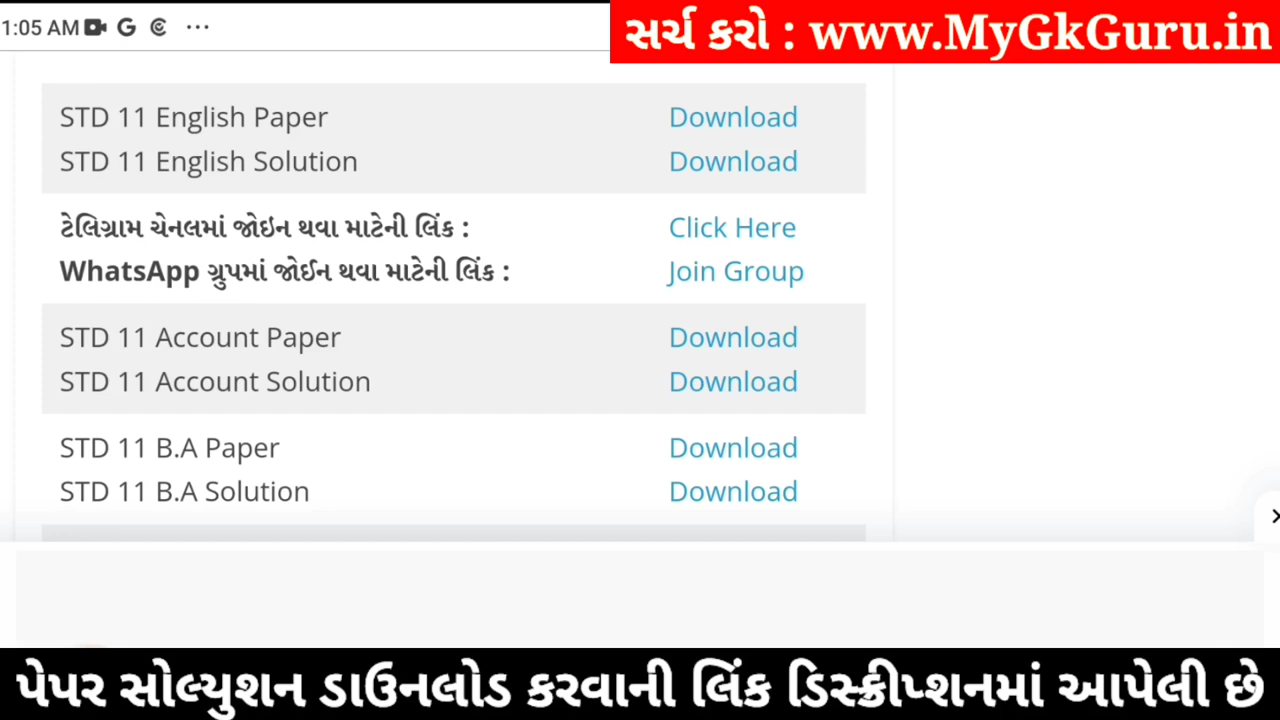 1:05 AM G ...
સર્ચ કરો : www.MyGkGuru.in
STD 11 English Paper Download
STD 11 English Solution Download
ટેલિગ્રામ ચેનલમાં જોઇન થવા માટેની લિંક : Click Here
WhatsApp ગ્રુપમાં જોઈન થવા માટેની લિંક : Join Group
STD 11 Account Paper Download
STD 11 Account Solution Download
STD 11 B.A Paper Download
STD 11 B.A Solution Download
પેપર સોલ્યુશન ડાઉનલોડ કરવાની લિંક ડિસ્ક્રીપ્શનમાં આપેલી છે